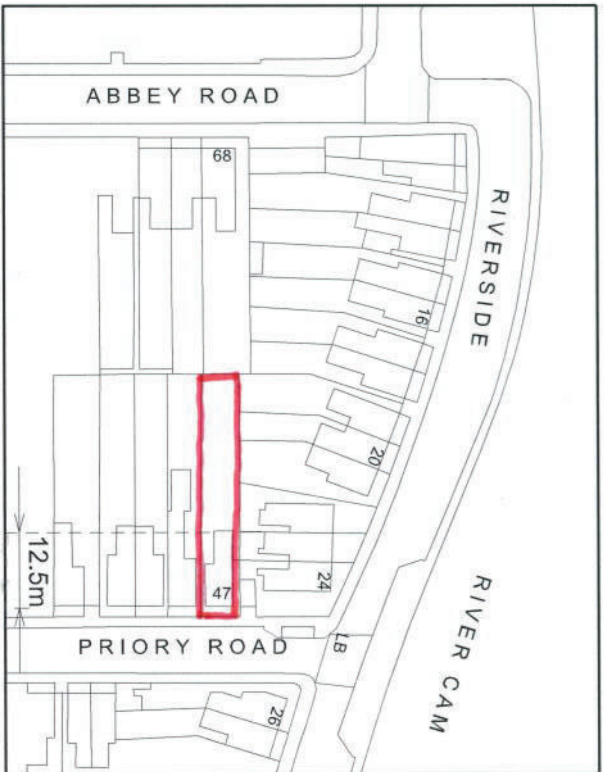 ABBEY ROAD
68
RIVERSIDE
16
20
12.5m
47
24
RIVER CAM
PRIORY ROAD
LB
26